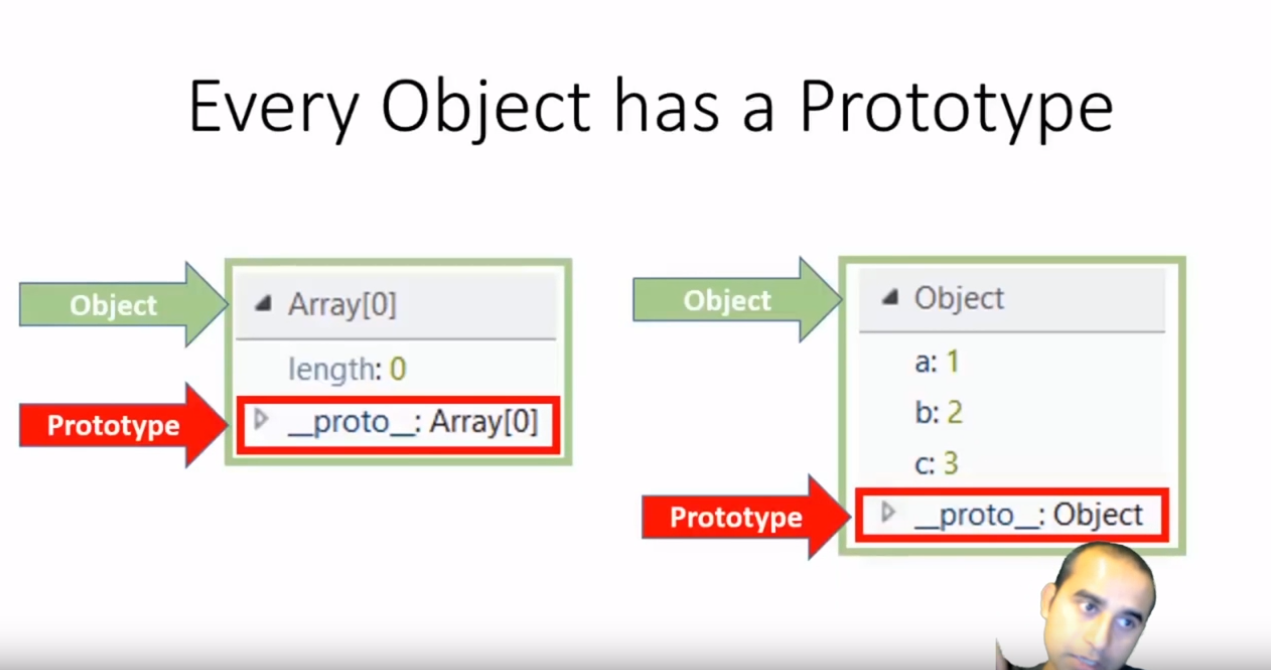 Every Object has a Prototype
Object
Array[0]
length: 0
Prototype
__proto__: Array[0]
Object
Object
a: 1
b: 2
c: 3
Prototype
__proto__: Object